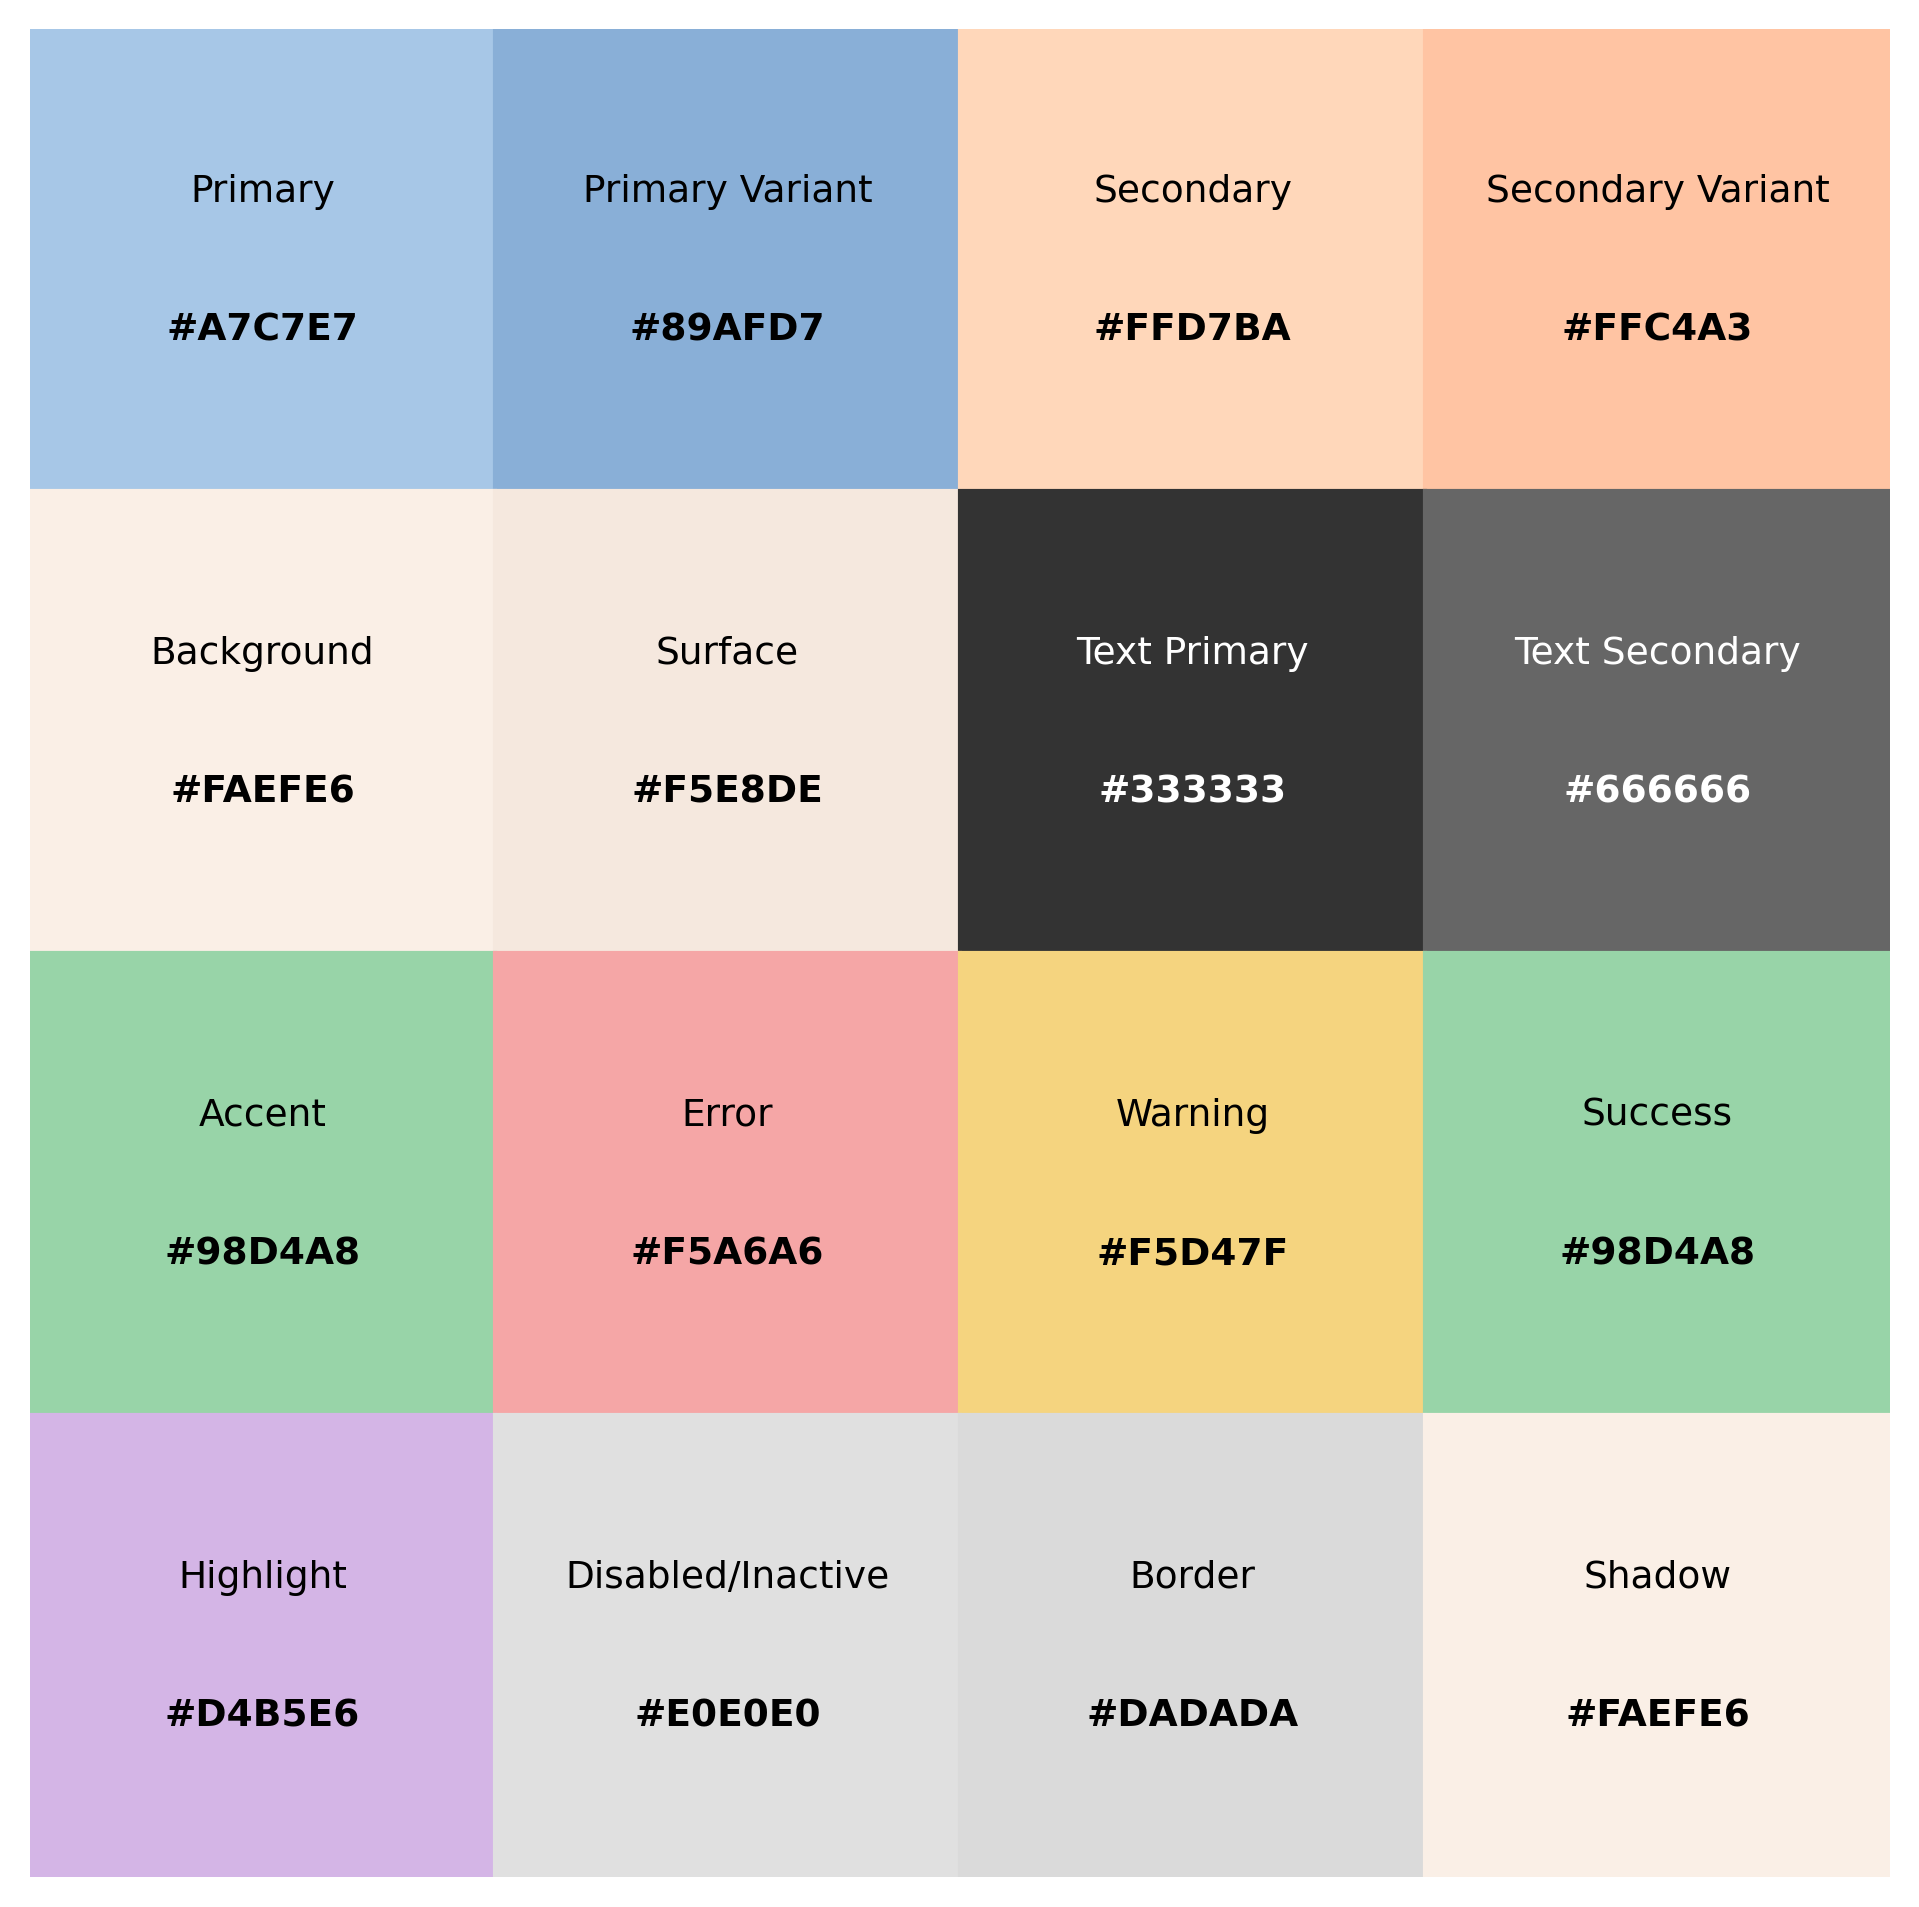 Primary
Primary Variant
Secondary
Secondary Variant
#A7C7E7
#89AFD7
#FFD7BA
#FFC4A3
Background
Surface
Text Primary
Text Secondary
#FAEFE6
#F5E8DE
#333333
#666666
Accent
Error
Warning
Success
#98D4A8
#F5A6A6
#F5D47F
#98D4A8
Highlight
Disabled/Inactive
Border
Shadow
#D4B5E6
#E0E0E0
#DADADA
#FAEFE6